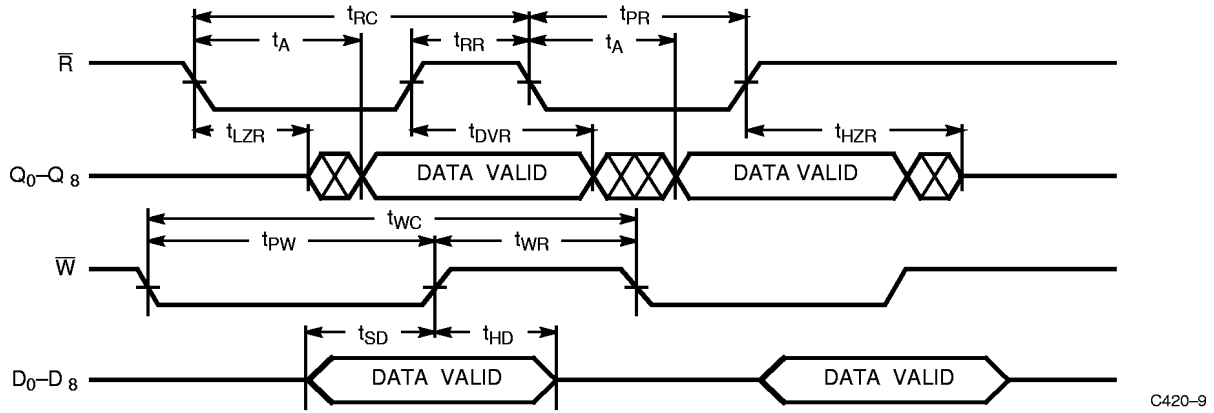 tRC tPR
tA tRR tA
R̅
tLZR tDVR tHZR
Q0–Q8 DATA VALID DATA VALID
tWC
tPW tWR
W̅
tSD tHD
D0–D8 DATA VALID DATA VALID
C420–9